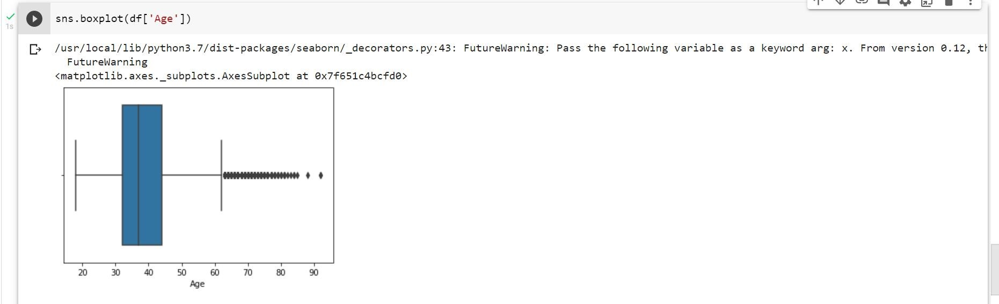 sns.boxplot(df['Age'])
1s
/usr/local/lib/python3.7/dist-packages/seaborn/_decorators.py:43: FutureWarning: Pass the following variable as a keyword arg: x. From version 0.12,
FutureWarning
<matplotlib.axes._subplots.AxesSubplot at 0x7f651c4bcfd0>
20 30 40 50 60 70 80 90
Age